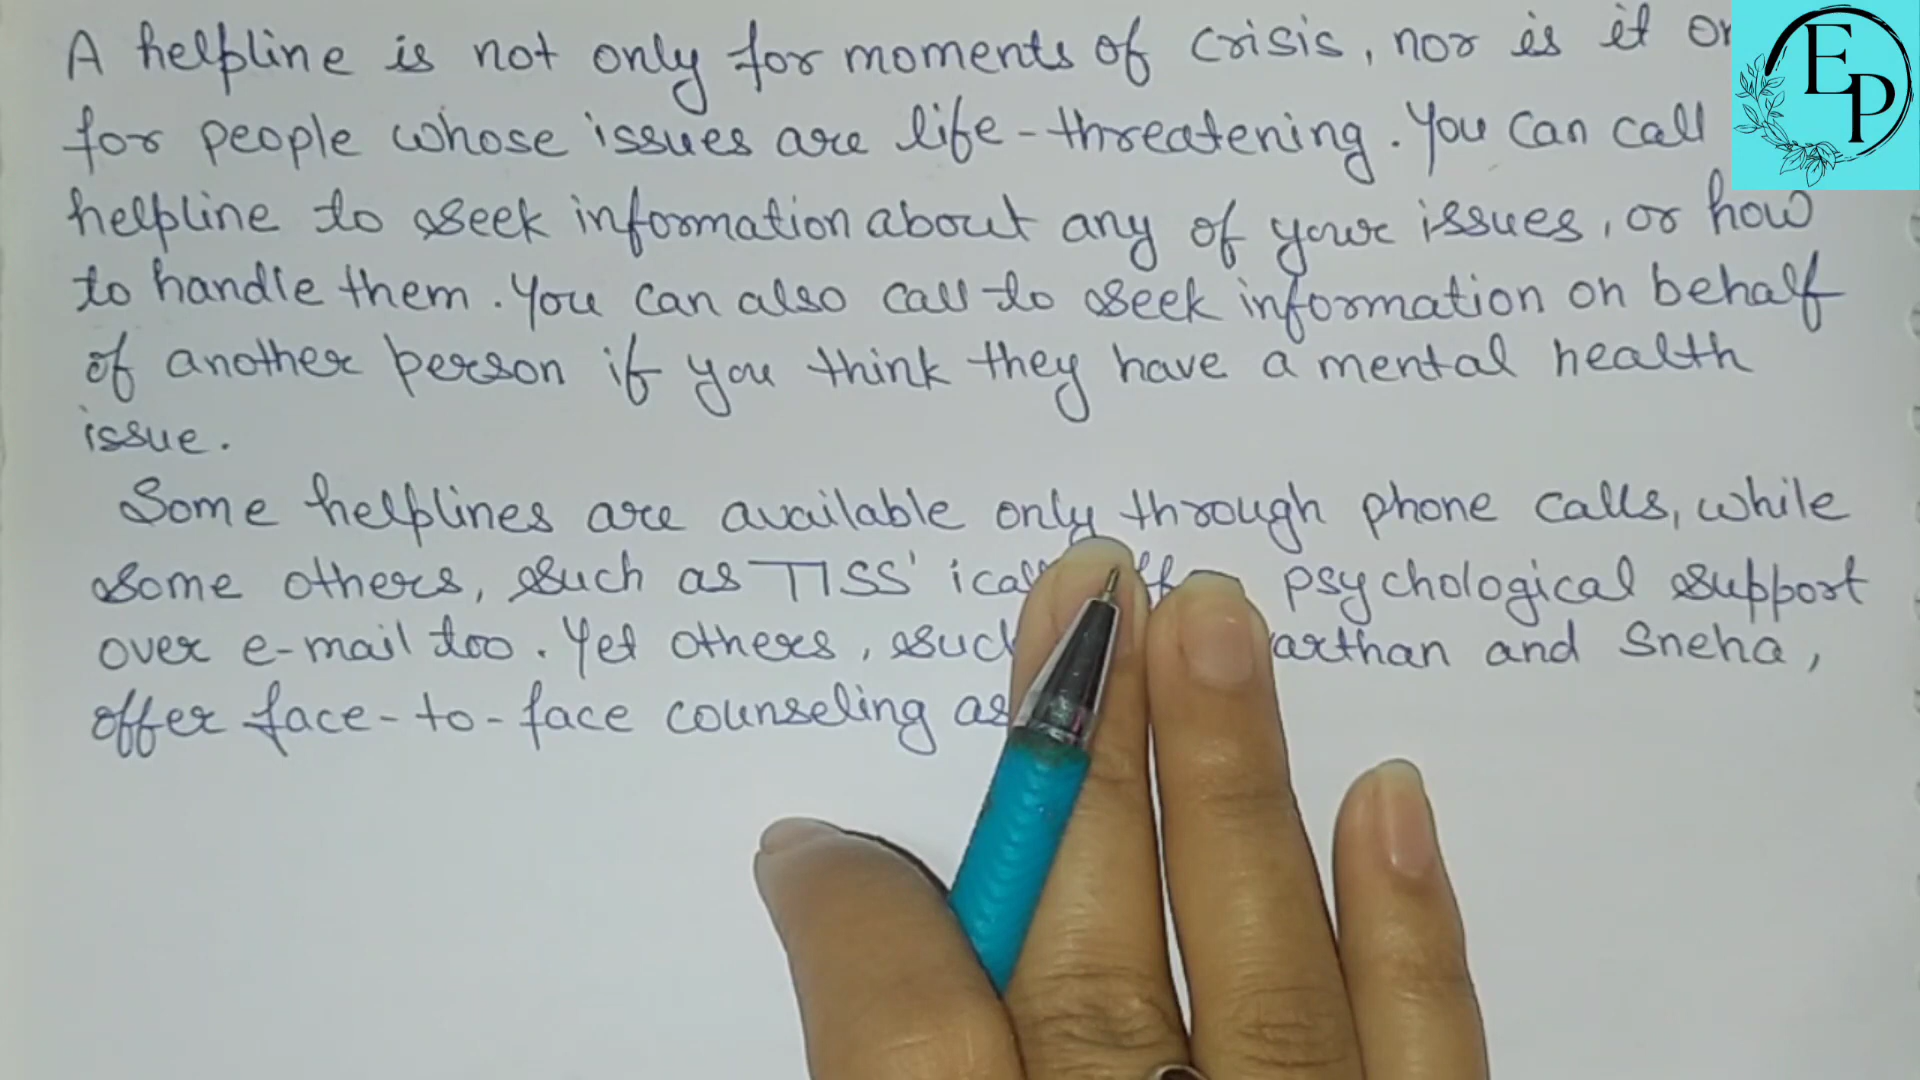 A helpline is not only for moments of crisis, nor is it
for people whose issues are life-threatening. You can call
helpline to seek information about any of your issues, or how
to handle them. You can also call to seek information on behalf
of another person if you think they have a mental health
issue.
Some helplines are available only through phone calls, while
some others, such as TISS' psychological support
over e-mail too. Yet others, and Sneha,
offer face-to-face counseling
EP